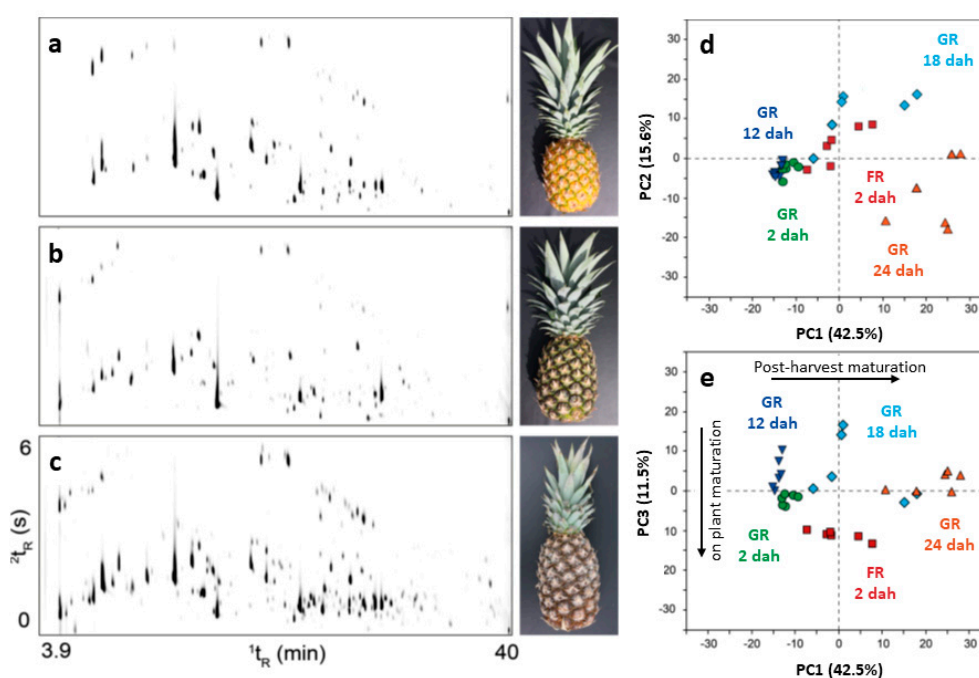 a
b
c
6
²tR (s)
0
3.9
¹tR (min)
40
d
GR
18 dah
GR
12 dah
FR
2 dah
GR
2 dah
GR
24 dah
PC2 (15.6%)
30
20
10
0
10
20
30
-30
-20
-10
0
10
20
30
PC1 (42.5%)
e
Post-harvest maturation
GR
12 dah
GR
18 dah
on plant maturation
GR
2 dah
GR
24 dah
FR
2 dah
PC3 (11.5%)
30
20
10
0
10
20
30
-30
-20
-10
0
10
20
30
PC1 (42.5%)